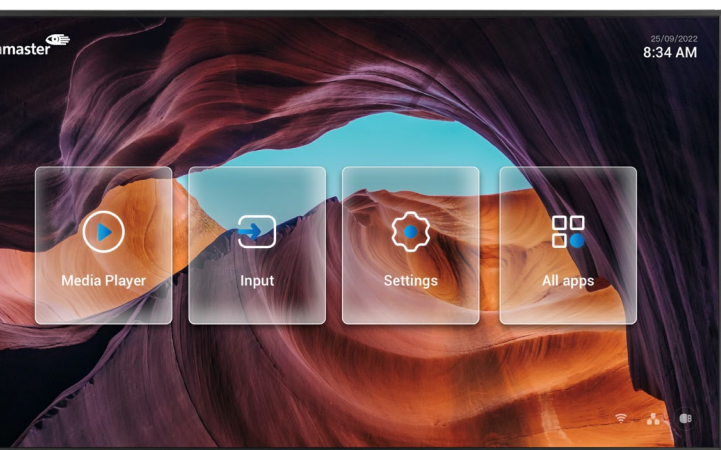 master
25/09/2022
8:34 AM
Media Player
Input
Settings
All apps